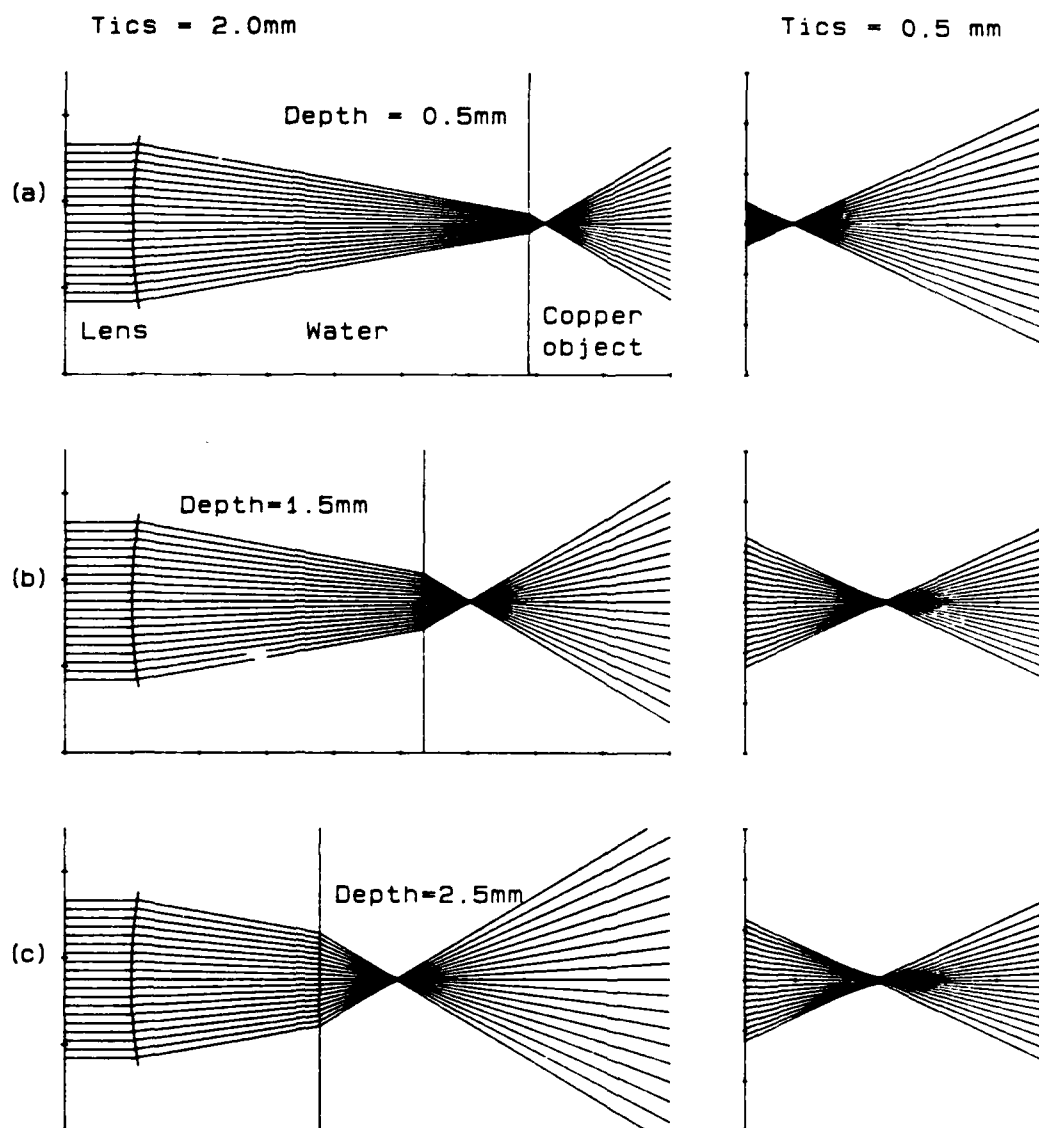 Tics = 2.0mm
Tics = 0.5 mm
Depth = 0.5mm
(a)
Lens
Water
Copper
object
Depth=1.5mm
(b)
Depth=2.5mm
(c)